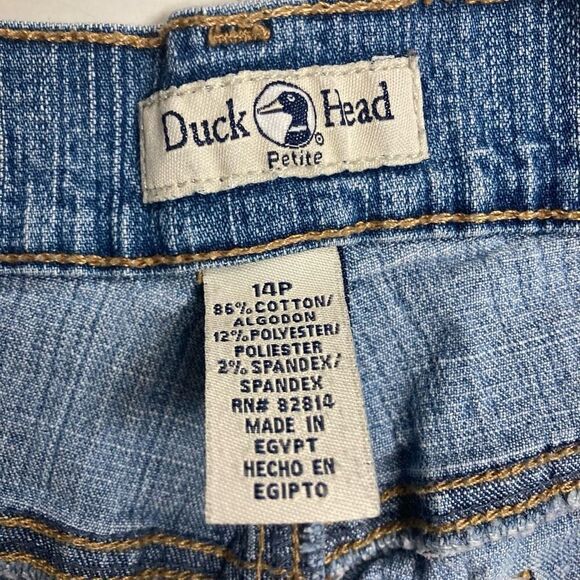 Duck Head
Petite
14P
86% COTTON/
ALGODON
12% POLYESTER/
POLIESTER
2% SPANDEX/
SPANDEX
RN# 82814
MADE IN
EGYPT
HECHO EN
EGIPTO